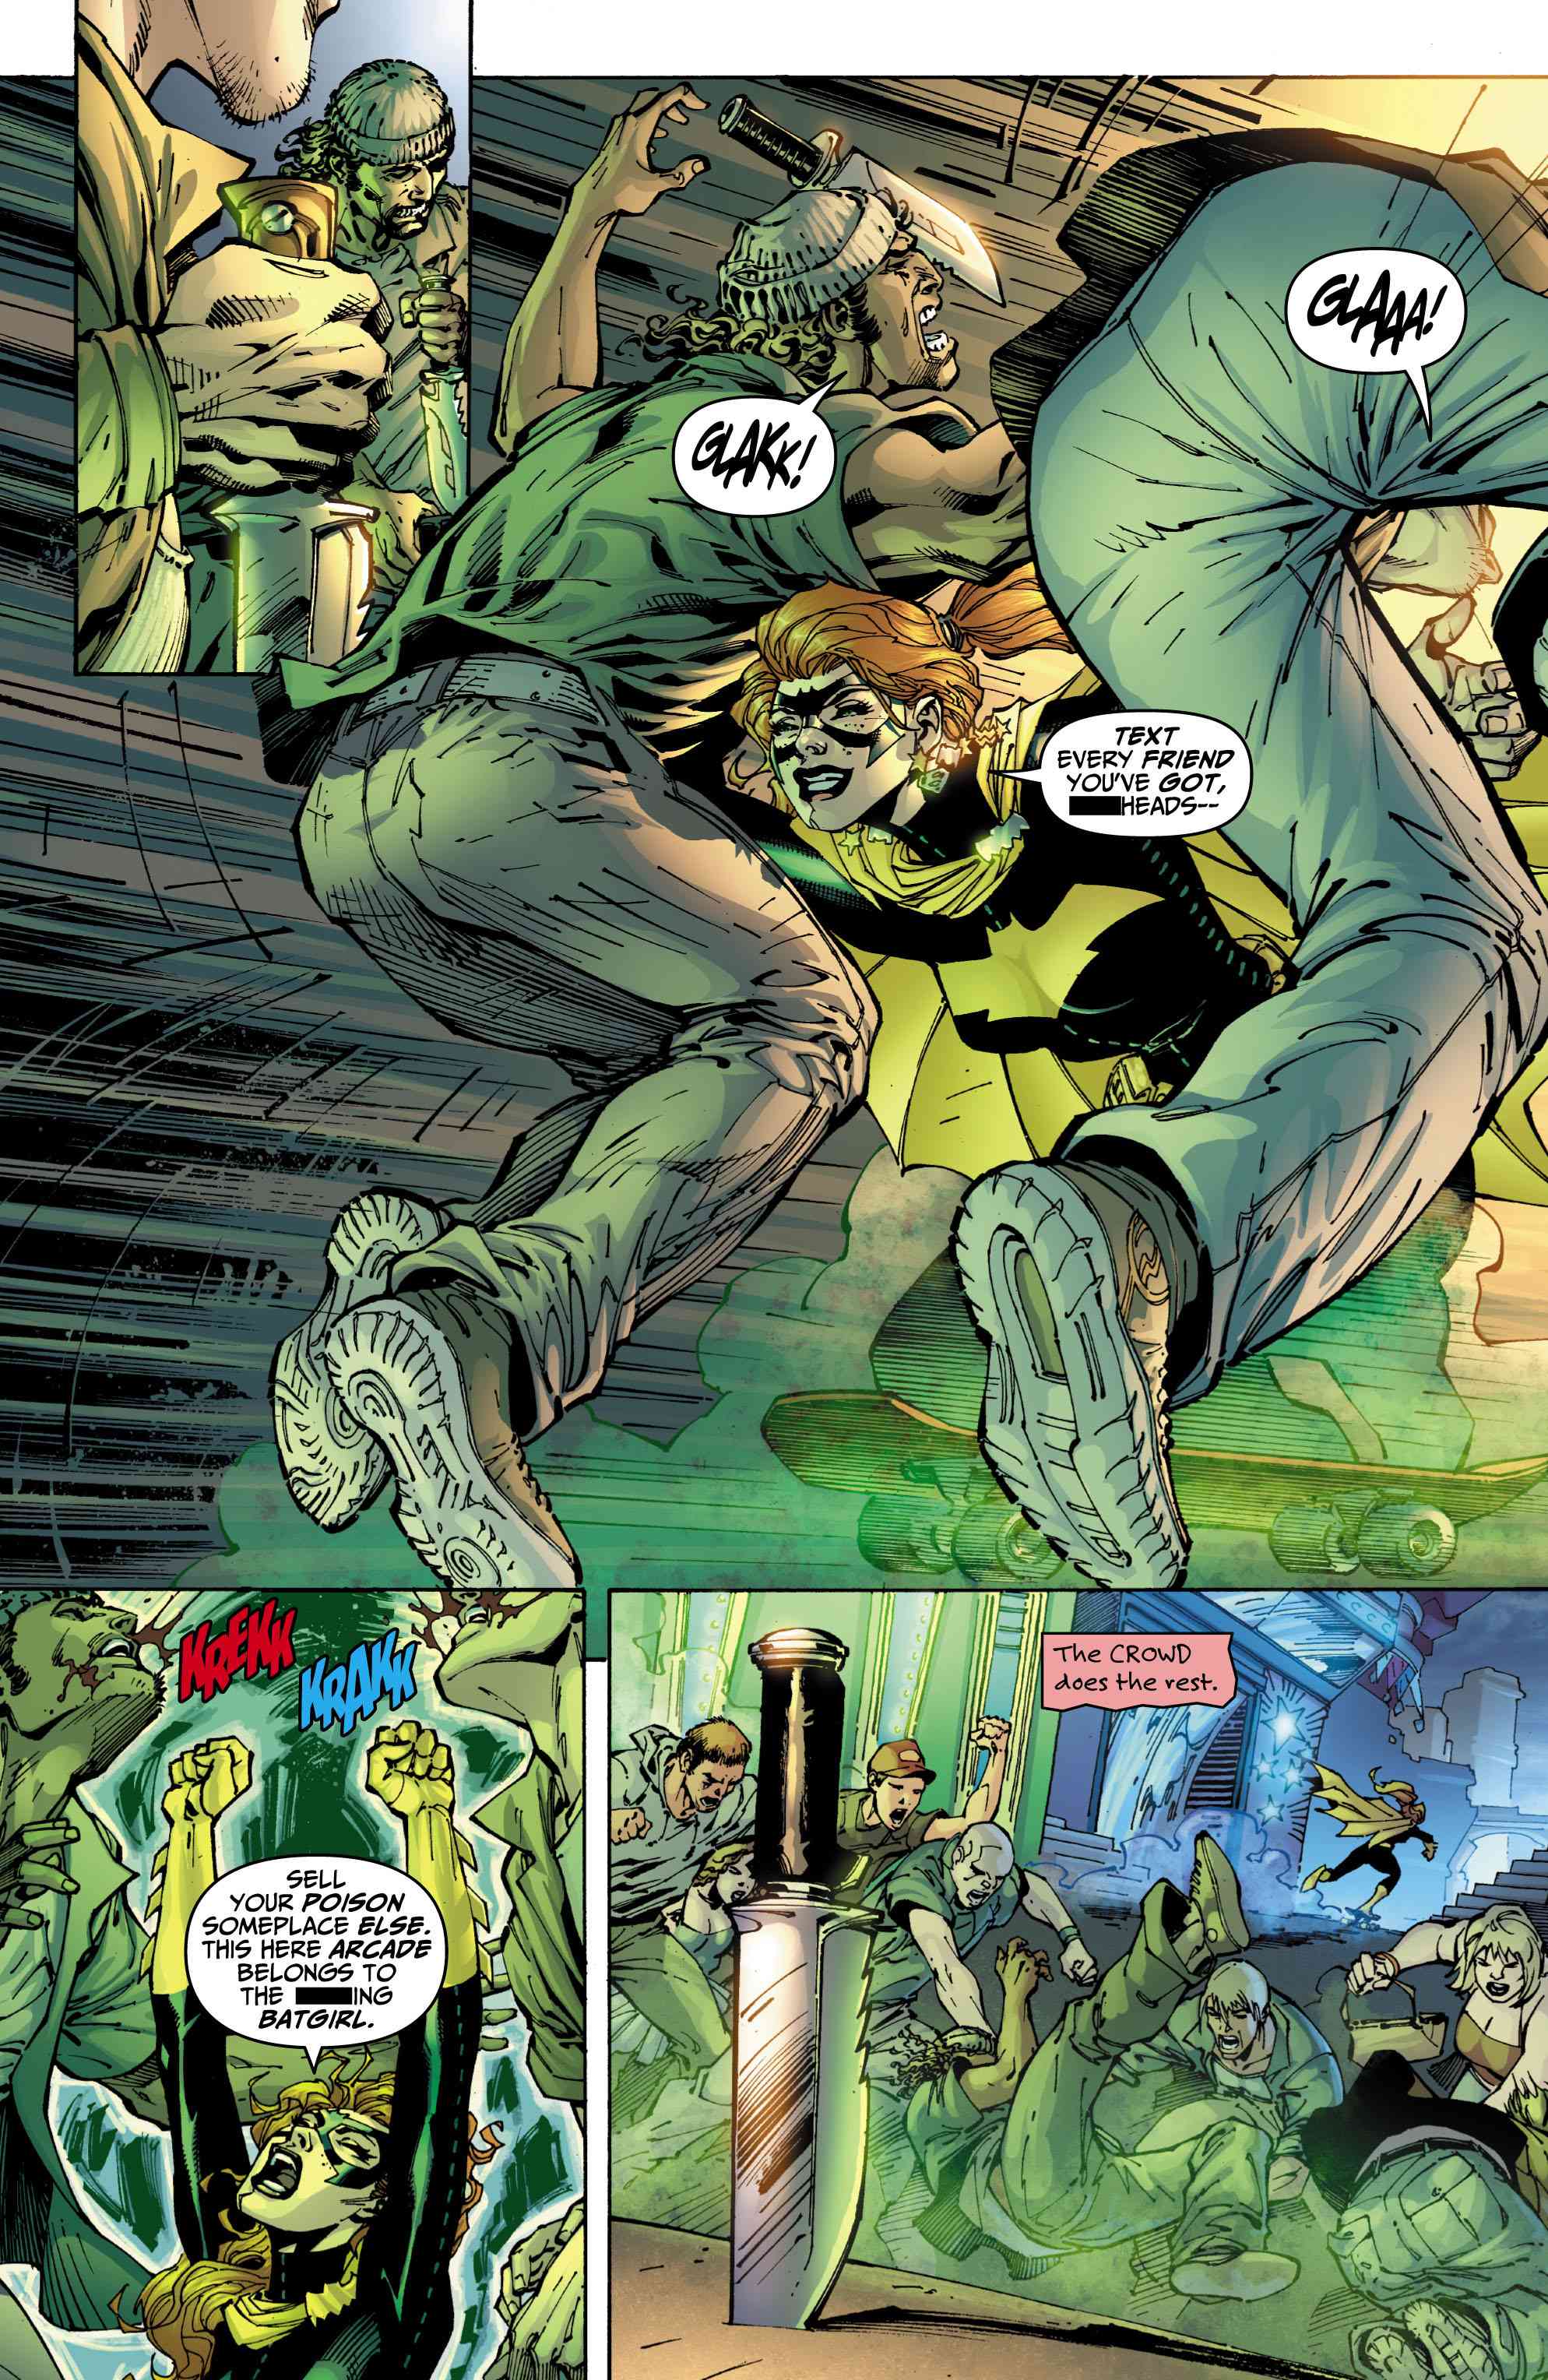 GLAKK!
GLAAA!
TEXT
EVERY FRIEND
YOU'VE GOT,
HEADS--
KREKK
KRAKK
SELL
YOUR POISON
SOMEPLACE ELSE.
THIS HERE ARCADE
BELONGS TO
THE ING
BATGIRL.
The CROWD
does the rest.